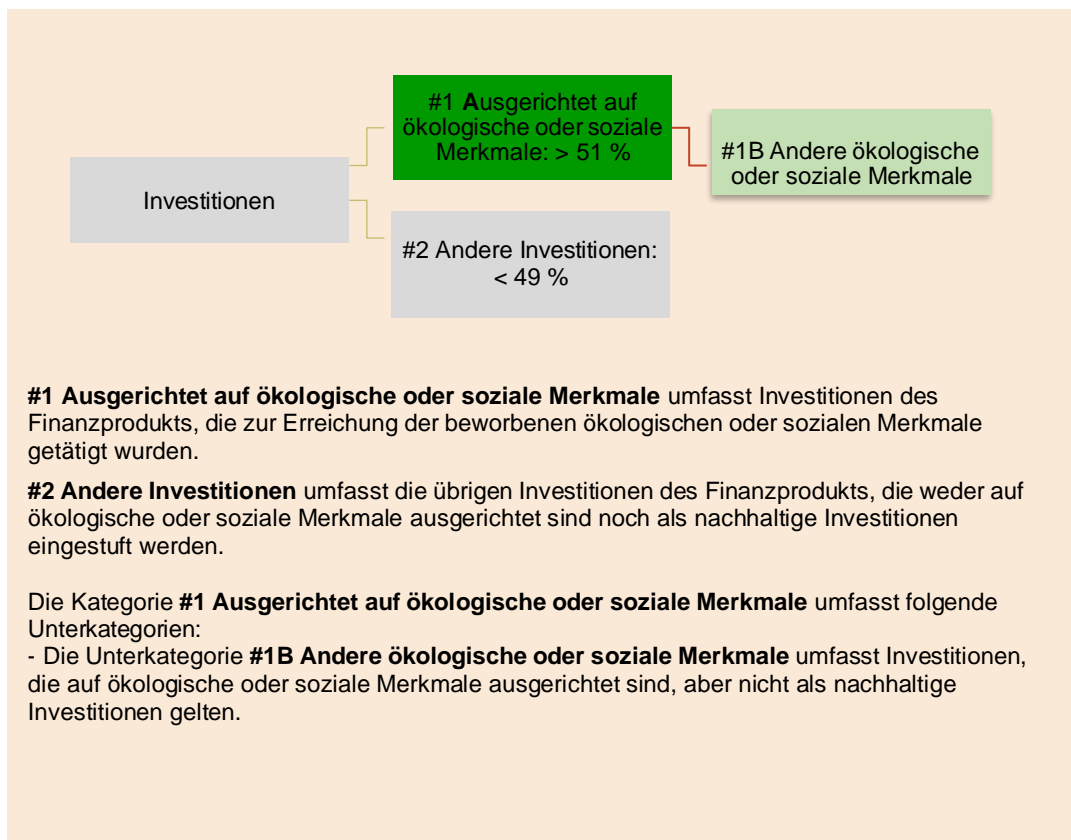 #1 Ausgerichtet auf
ökologische oder soziale
Merkmale: > 51 %
#1B Andere ökologische
oder soziale Merkmale
Investitionen
#2 Andere Investitionen:
< 49 %
#1 Ausgerichtet auf ökologische oder soziale Merkmale umfasst Investitionen des
Finanzprodukts, die zur Erreichung der beworbenen ökologischen oder sozialen Merkmale
getätigt wurden.
#2 Andere Investitionen umfasst die übrigen Investitionen des Finanzprodukts, die weder auf
ökologische oder soziale Merkmale ausgerichtet sind noch als nachhaltige Investitionen
eingestuft werden.
Die Kategorie #1 Ausgerichtet auf ökologische oder soziale Merkmale umfasst folgende
Unterkategorien:
- Die Unterkategorie #1B Andere ökologische oder soziale Merkmale umfasst Investitionen,
die auf ökologische oder soziale Merkmale ausgerichtet sind, aber nicht als nachhaltige
Investitionen gelten.